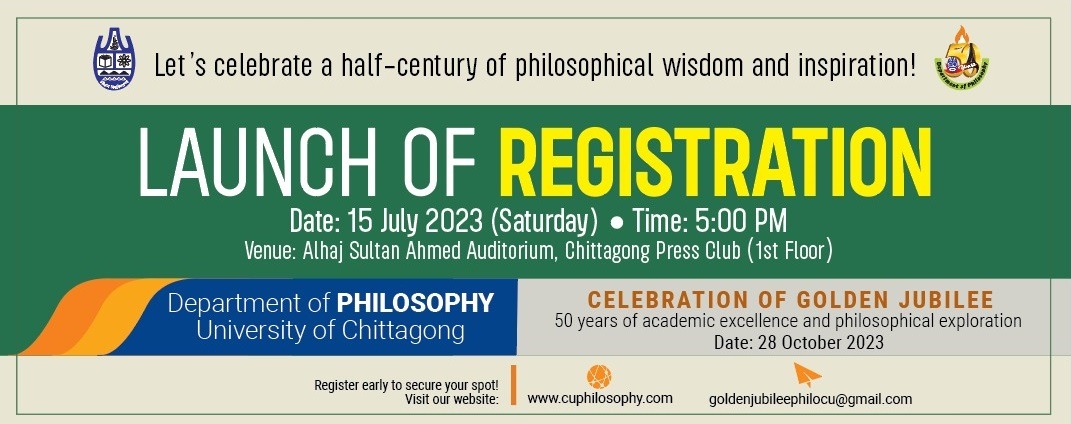 Let's celebrate a half-century of philosophical wisdom and inspiration!
LAUNCH OF REGISTRATION
Date: 15 July 2023 (Saturday) ● Time: 5:00 PM
Venue: Alhaj Sultan Ahmed Auditorium, Chittagong Press Club (1st Floor)
Department of PHILOSOPHY
University of Chittagong
CELEBRATION OF GOLDEN JUBILEE
50 years of academic excellence and philosophical exploration
Date: 28 October 2023
Register early to secure your spot!
Visit our website:
www.cuphilosophy.com
goldenjubileephilocu@gmail.com
Department of Philosophy